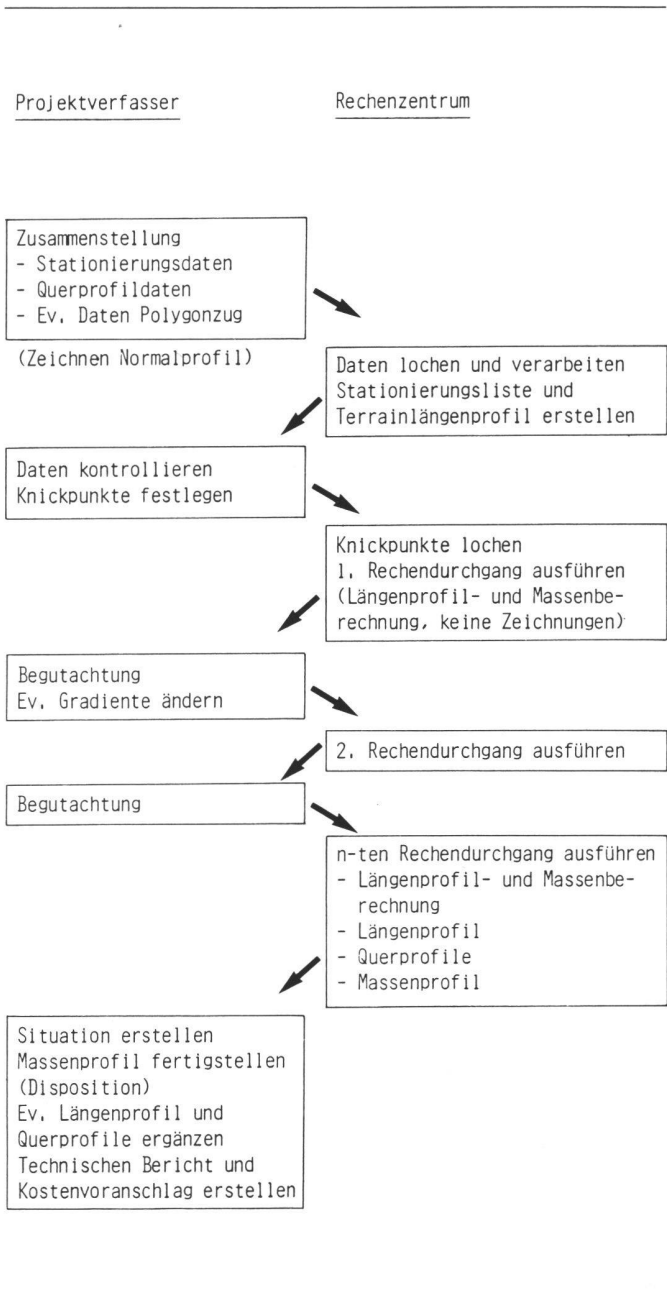 Projektverfasser
Rechenzentrum
Zusammenstellung
- Stationierungsdaten
- Querprofildaten
- Ev. Daten Polygonzug
(Zeichnen Normalprofil)
Daten lochen und verarbeiten
Stationierungsliste und
Terrainlängenprofil erstellen
Daten kontrollieren
Knickpunkte festlegen
Knickpunkte lochen
1. Rechendurchgang ausführen
(Längenprofil- und Massenbe-
rechnung, keine Zeichnungen)
Begutachtung
Ev. Gradiente ändern
2. Rechendurchgang ausführen
Begutachtung
n-ten Rechendurchgang ausführen
- Längenprofil- und Massenbe-
rechnung
- Längenprofil
- Querprofile
- Massenprofil
Situation erstellen
Massenprofil fertigstellen
(Disposition)
Ev. Längenprofil und
Querprofile ergänzen
Technischen Bericht und
Kostenvoranschlag erstellen